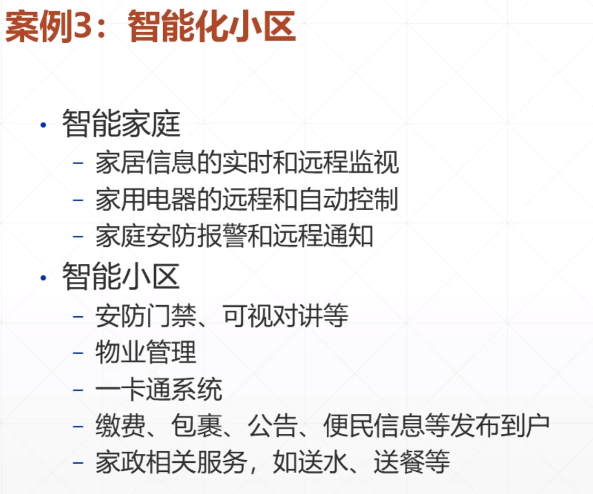 案例3：智能化小区
• 智能家庭
– 家居信息的实时和远程监视
– 家用电器的远程和自动控制
– 家庭安防报警和远程通知
• 智能小区
– 安防门禁、可视对讲等
– 物业管理
– 一卡通系统
– 缴费、包裹、公告、便民信息等发布到户
– 家政相关服务，如送水、送餐等